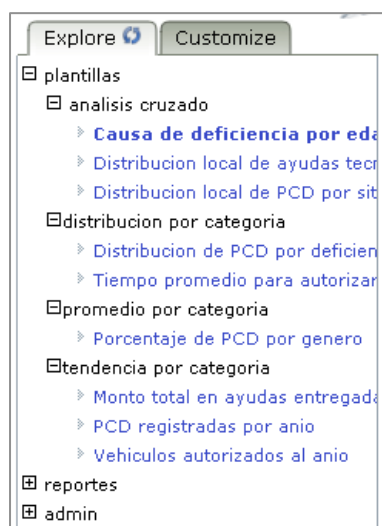 Explore Customize
plantillas
analisis cruzado
Causa de deficiencia por eda
Distribucion local de ayudas tecn
Distribucion local de PCD por sit
distribucion por categoria
Distribucion de PCD por deficien
Tiempo promedio para autorizar
promedio por categoria
Porcentaje de PCD por genero
tendencia por categoria
Monto total en ayudas entregada
PCD registradas por anio
Vehiculos autorizados al anio
reportes
admin